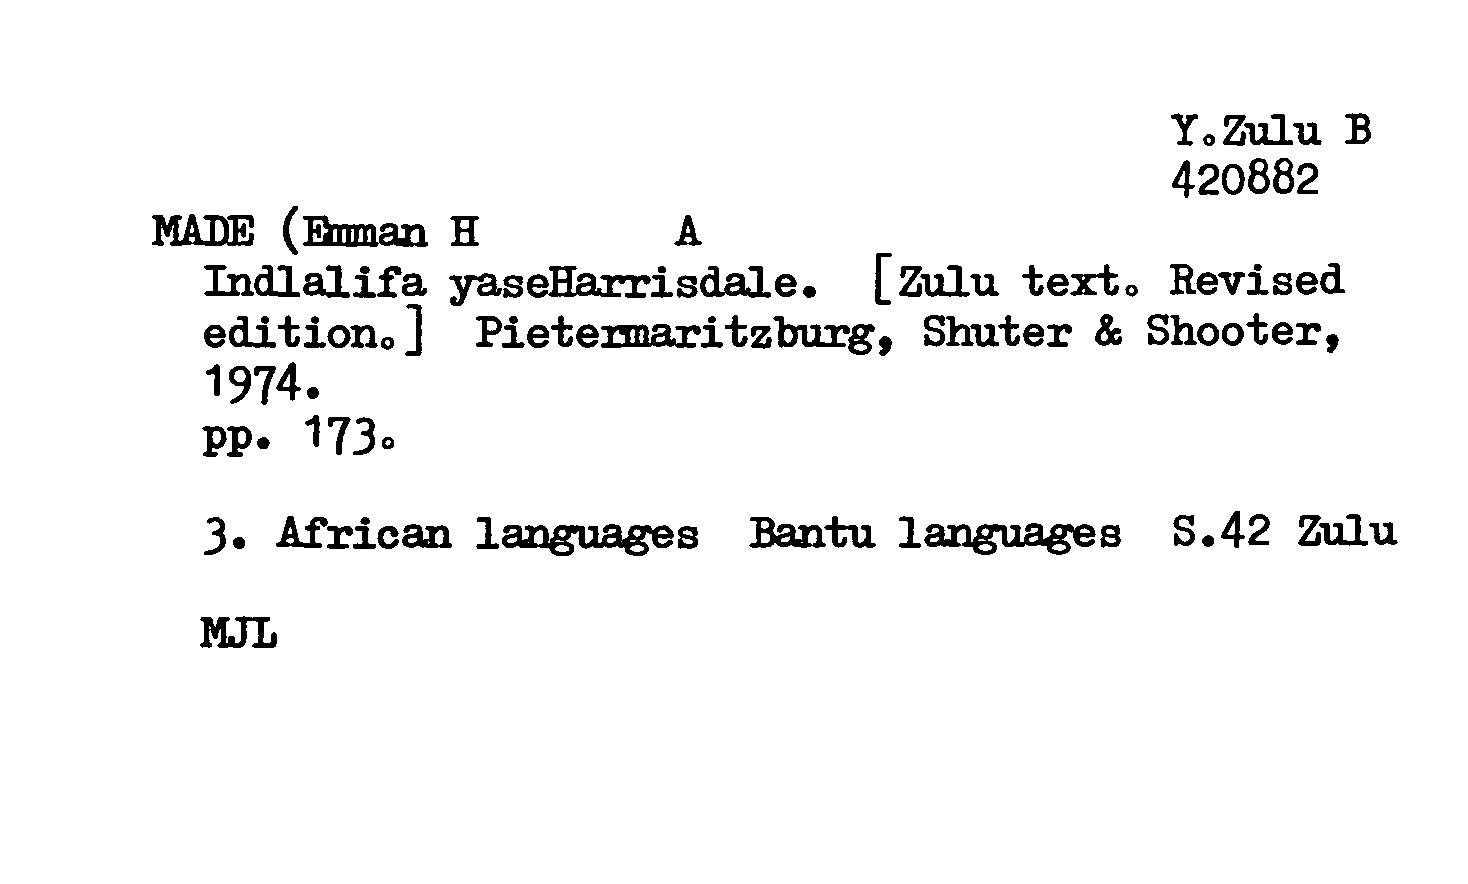 Y.Zulu B
420882
MADE (Emman H A
Indlalifa yaseHarrisdale. [Zulu text. Revised
edition.] Pietermaritzburg, Shuter & Shooter,
1974.
pp. 173.
3. African languages Bantu languages S.42 Zulu
MJL